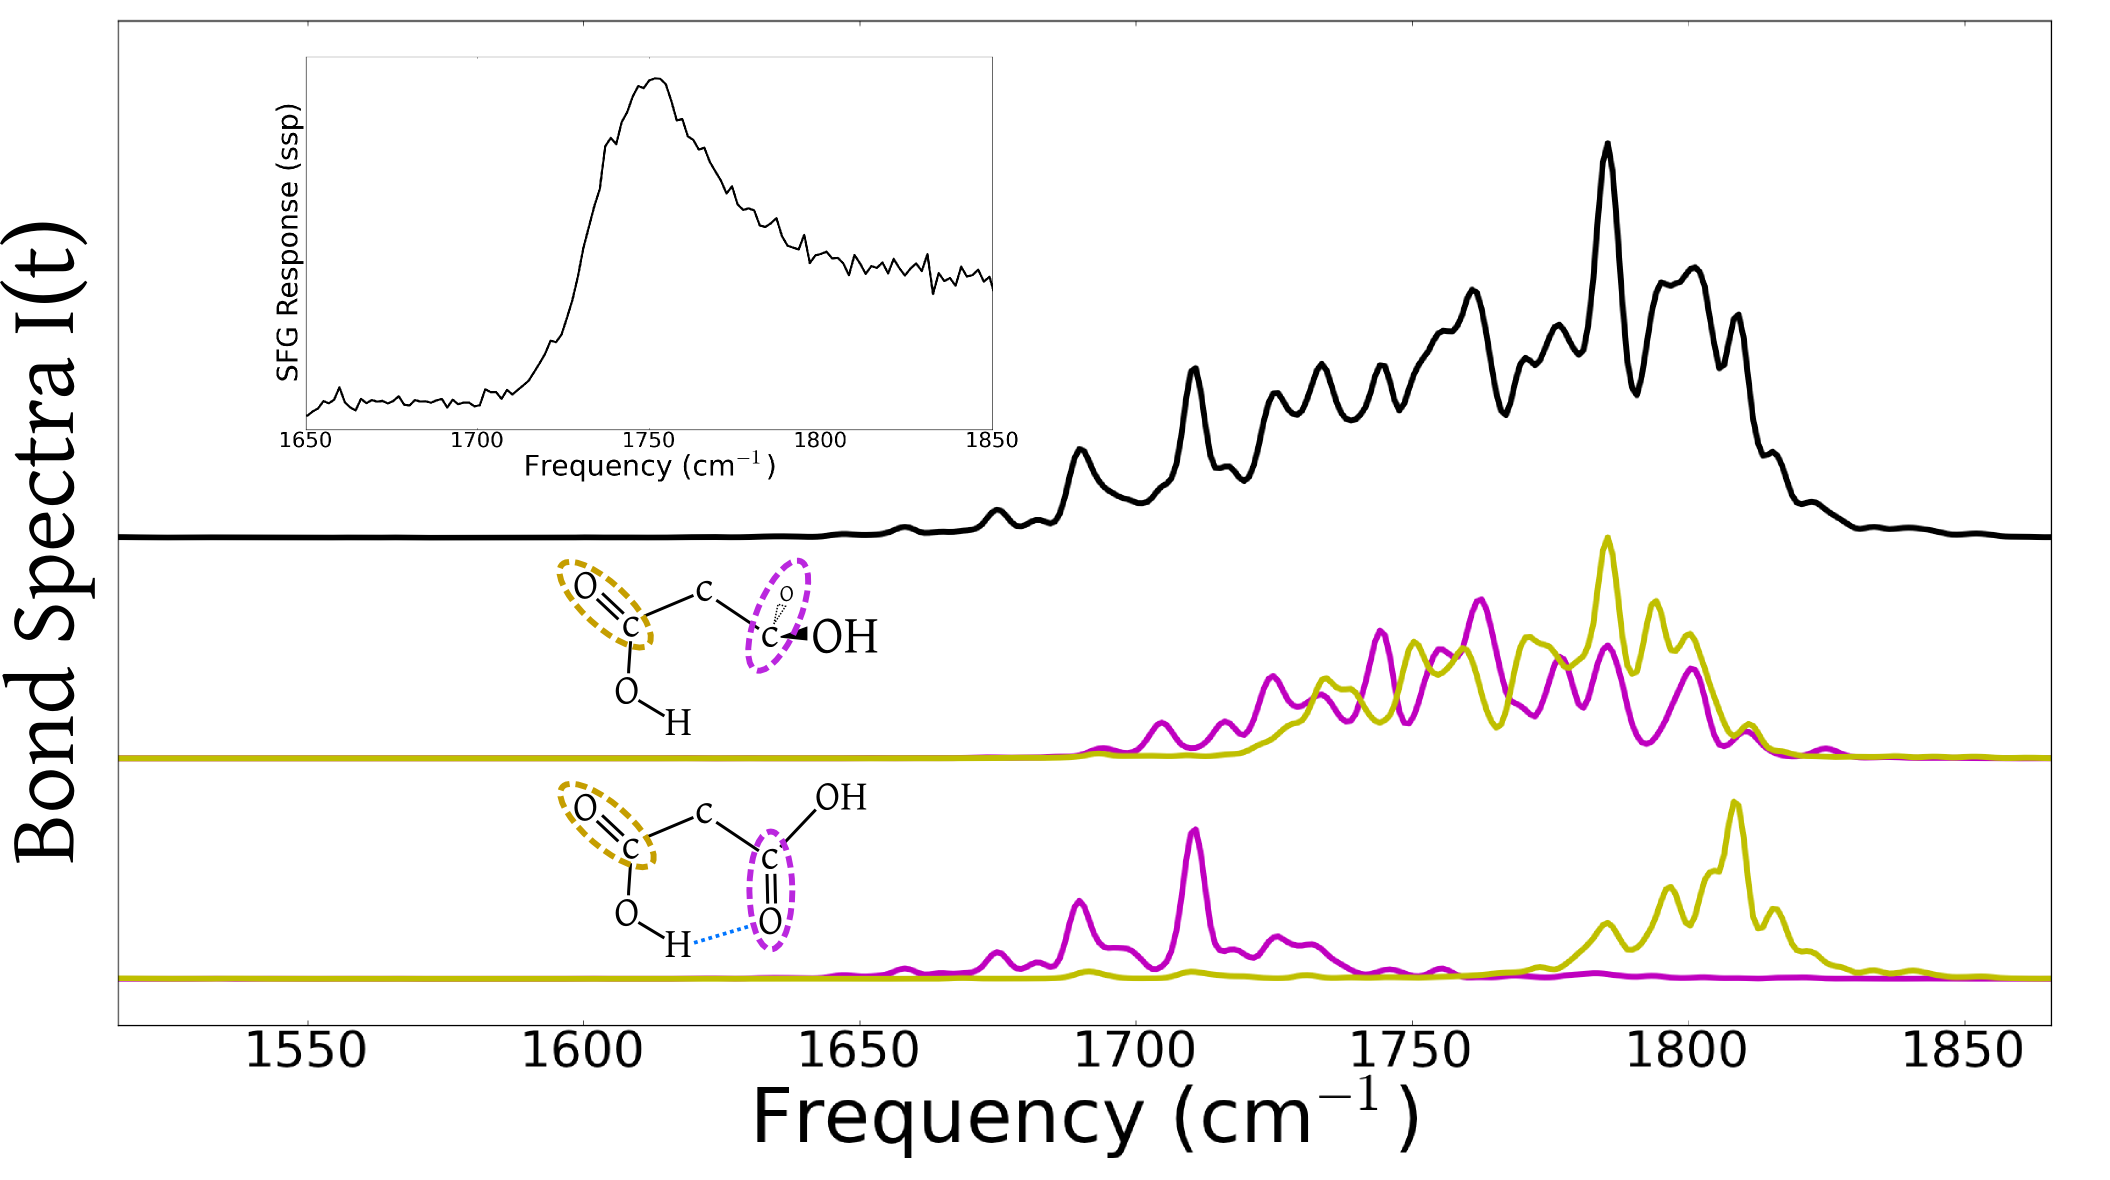 Bond Spectra I(t)
SFG Response (ssp)
1650 1700 1750 1800 1850
Frequency (cm⁻¹)
O
C
O
C
C
OH
O
H
OH
O
C
C
C
O
O
H
1550 1600 1650 1700 1750 1800 1850
Frequency (cm⁻¹)